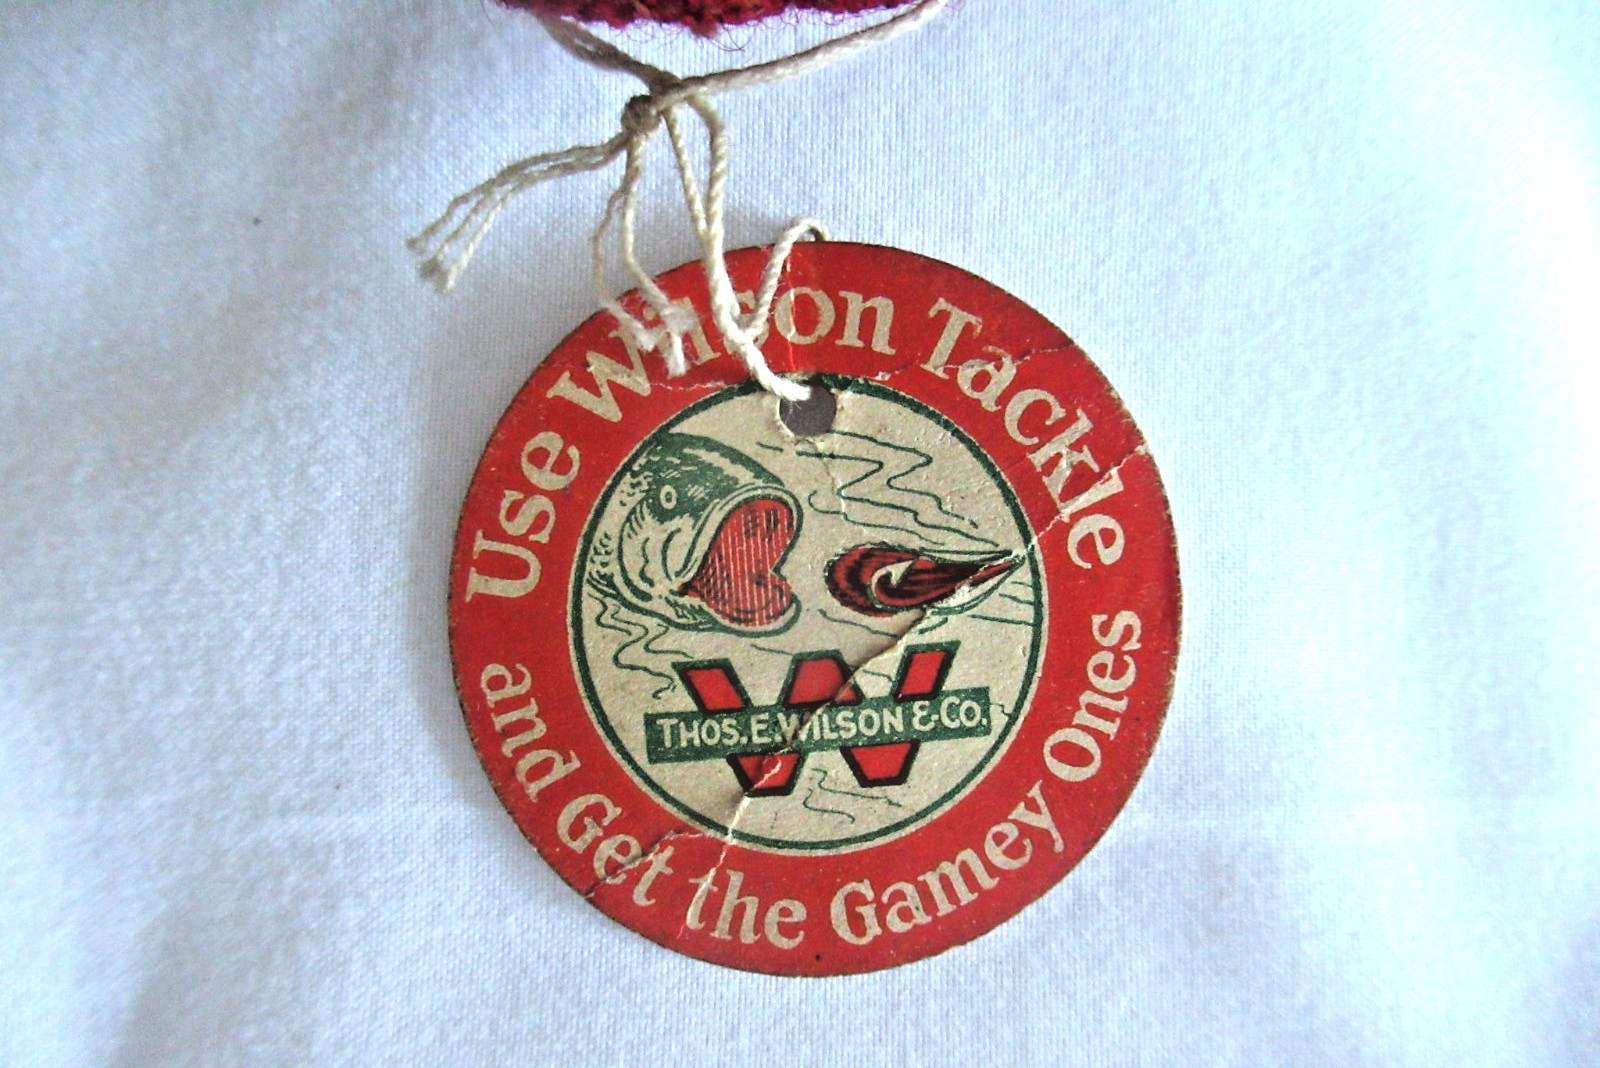 Use Wilson Tackle
and Get the Gamey Ones
W
THOS. E. WILSON & CO.